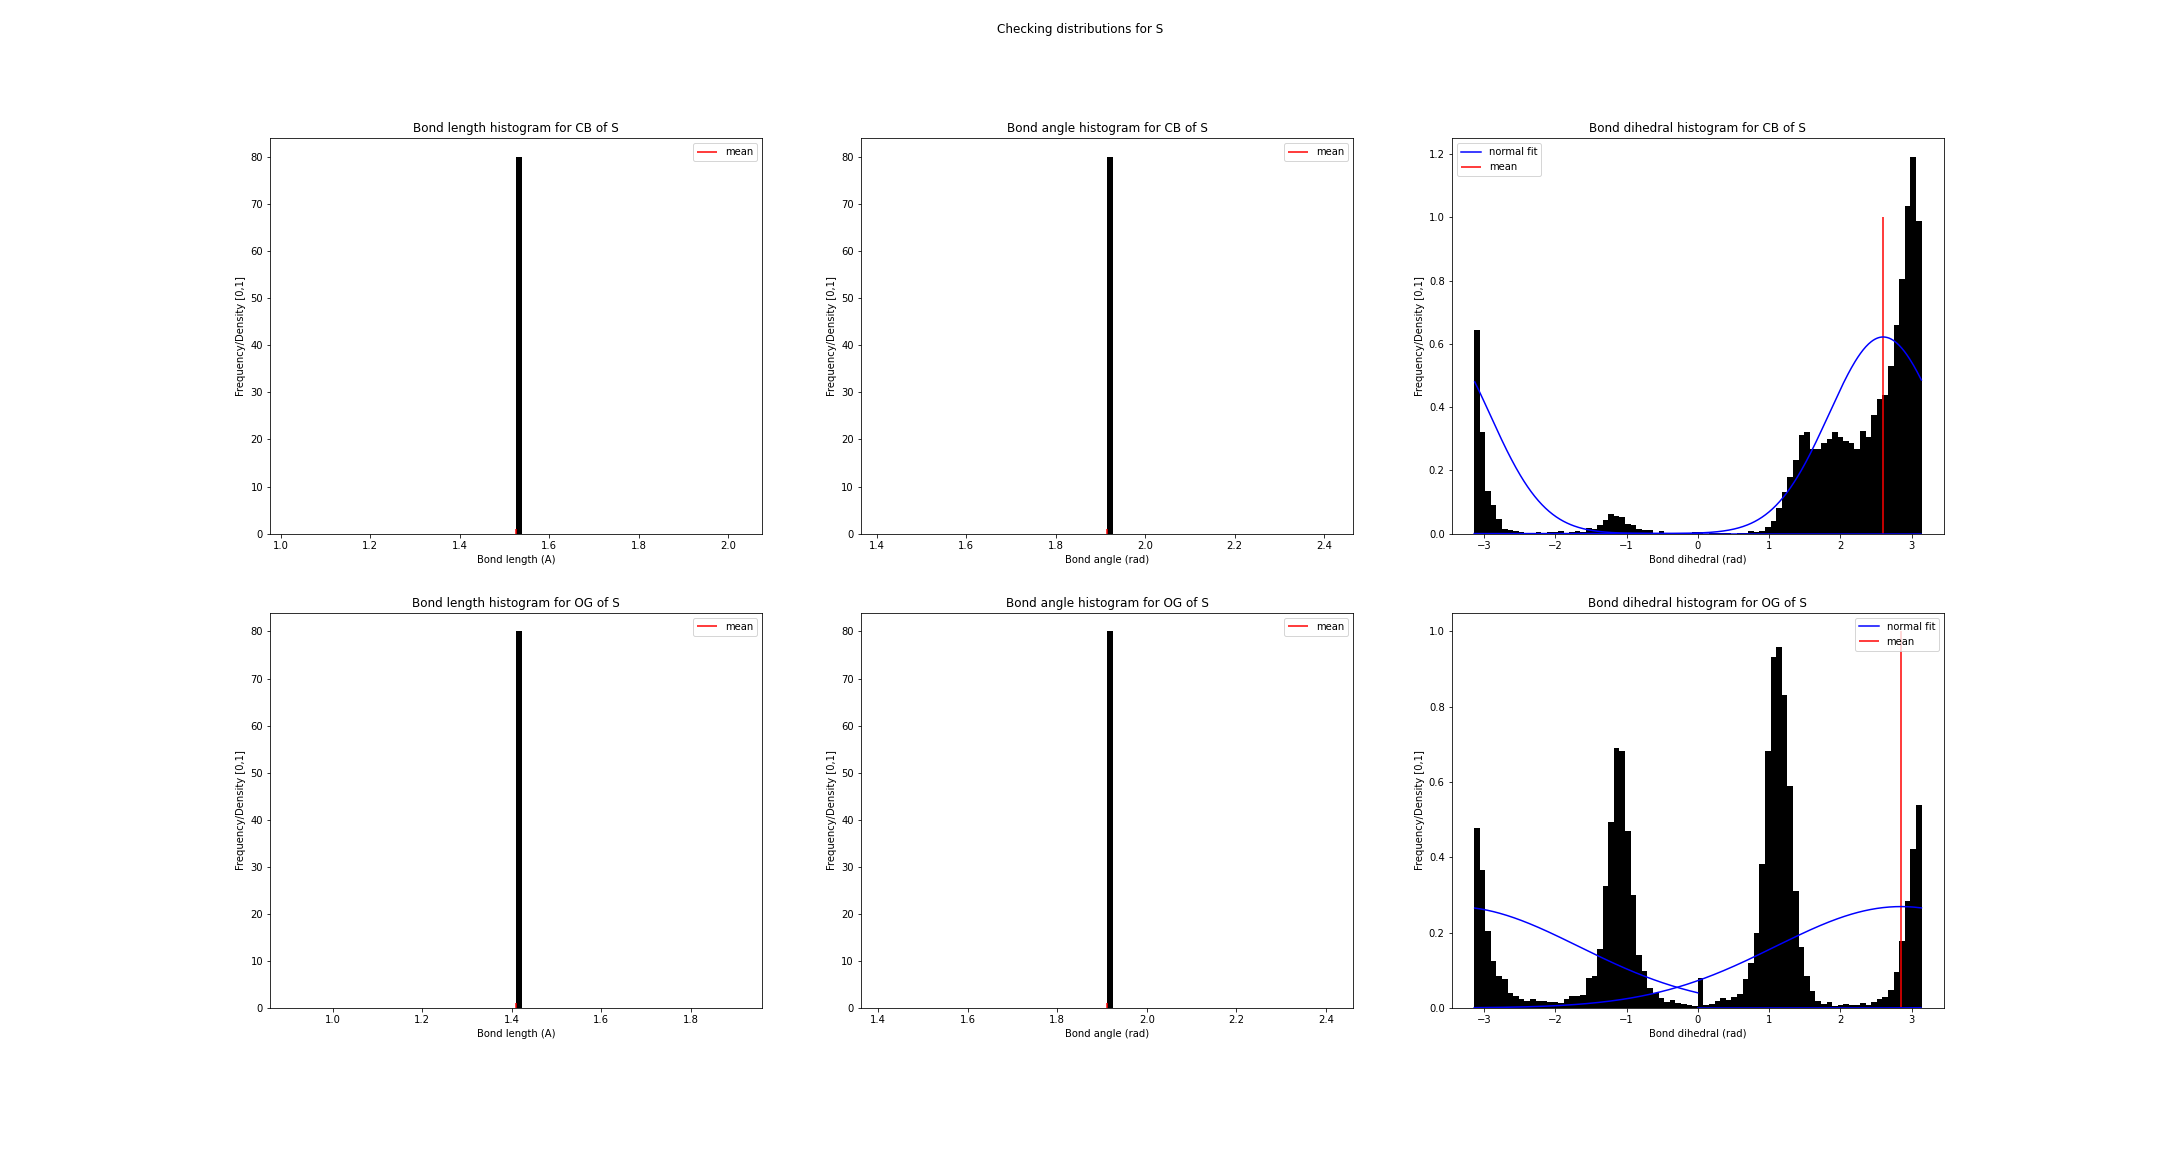 Checking distributions for S
Bond length histogram for CB of S
mean
80
70
60
50
40
30
20
10
0
Frequency/Density [0,1]
1.0 1.2 1.4 1.6 1.8 2.0
Bond length (A)
Bond angle histogram for CB of S
mean
80
70
60
50
40
30
20
10
0
Frequency/Density [0,1]
1.4 1.6 1.8 2.0 2.2 2.4
Bond angle (rad)
Bond dihedral histogram for CB of S
normal fit
mean
1.2
1.0
0.8
0.6
0.4
0.2
0.0
Frequency/Density [0,1]
−3 −2 −1 0 1 2 3
Bond dihedral (rad)
Bond length histogram for OG of S
mean
80
70
60
50
40
30
20
10
0
Frequency/Density [0,1]
1.0 1.2 1.4 1.6 1.8
Bond length (A)
Bond angle histogram for OG of S
mean
80
70
60
50
40
30
20
10
0
Frequency/Density [0,1]
1.4 1.6 1.8 2.0 2.2 2.4
Bond angle (rad)
Bond dihedral histogram for OG of S
normal fit
mean
1.0
0.8
0.6
0.4
0.2
0.0
Frequency/Density [0,1]
−3 −2 −1 0 1 2 3
Bond dihedral (rad)